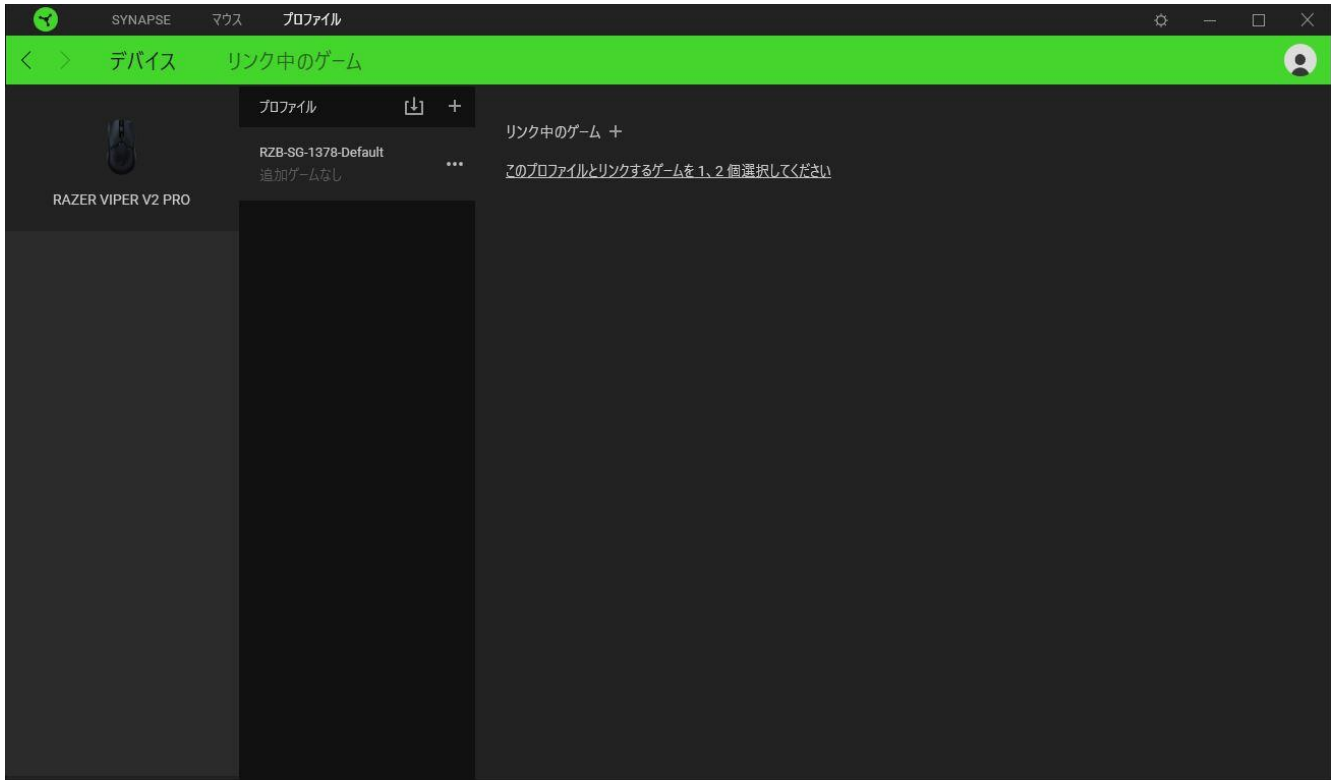 SYNAPSE マウス プロファイル
デバイス リンク中のゲーム
RAZER VIPER V2 PRO
プロファイル
RZB-SG-1378-Default
追加ゲームなし
リンク中のゲーム
このプロファイルとリンクするゲームを1、2個選択してください